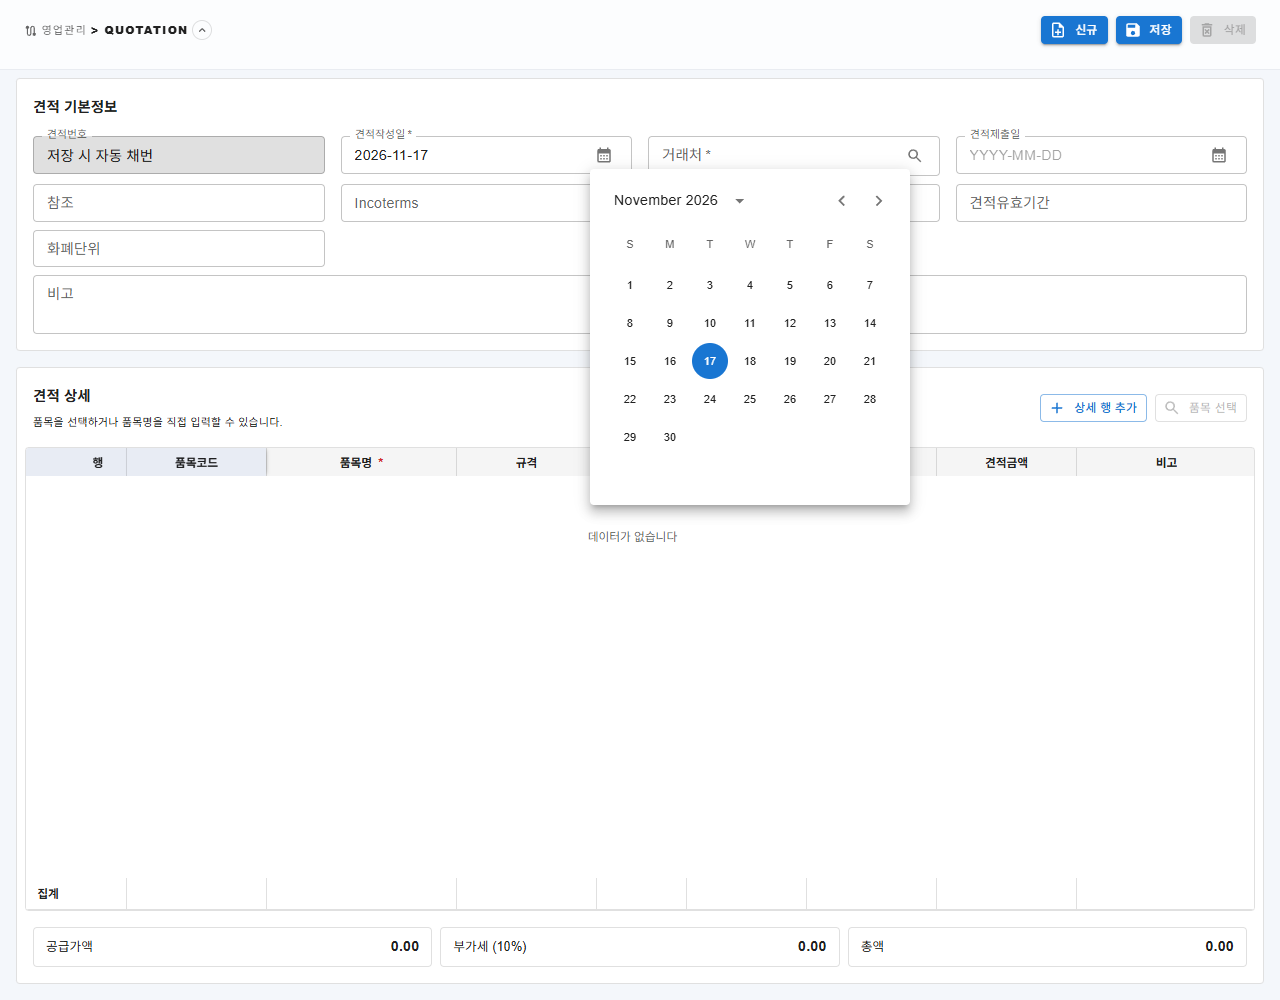 영업관리 > QUOTATION
신규
저장
삭제
견적 기본정보
견적번호
저장 시 자동 채번
견적작성일 *
2026-11-17
거래처 *
견적제출일
YYYY-MM-DD
참조
Incoterms
견적유효기간
화폐단위
비고
November 2026
S M T W T F S
1 2 3 4 5 6 7
8 9 10 11 12 13 14
15 16 17 18 19 20 21
22 23 24 25 26 27 28
29 30
견적 상세
품목을 선택하거나 품목명을 직접 입력할 수 있습니다.
상세 행 추가
품목 선택
행 품목코드 품목명 * 규격 견적금액 비고
데이터가 없습니다
집계
공급가액 0.00
부가세 (10%) 0.00
총액 0.00